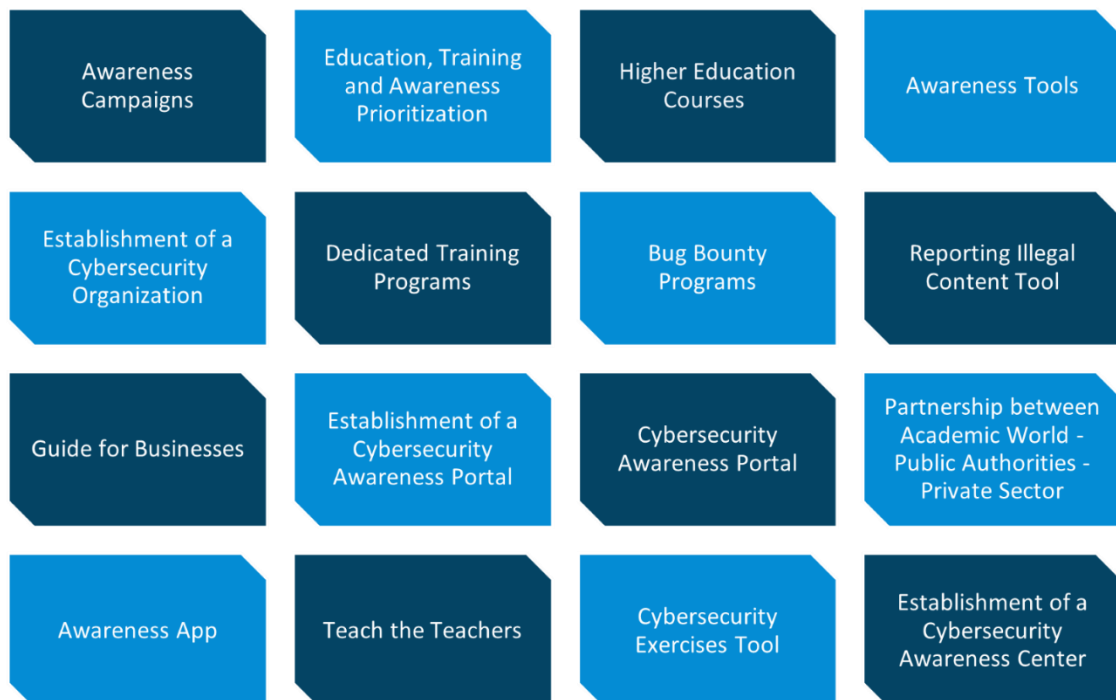 Awareness
Campaigns
Education, Training
and Awareness
Prioritization
Higher Education
Courses
Awareness Tools
Establishment of a
Cybersecurity
Organization
Dedicated Training
Programs
Bug Bounty
Programs
Reporting Illegal
Content Tool
Guide for Businesses
Establishment of a
Cybersecurity
Awareness Portal
Cybersecurity
Awareness Portal
Partnership between
Academic World -
Public Authorities -
Private Sector
Awareness App
Teach the Teachers
Cybersecurity
Exercises Tool
Establishment of a
Cybersecurity
Awareness Center